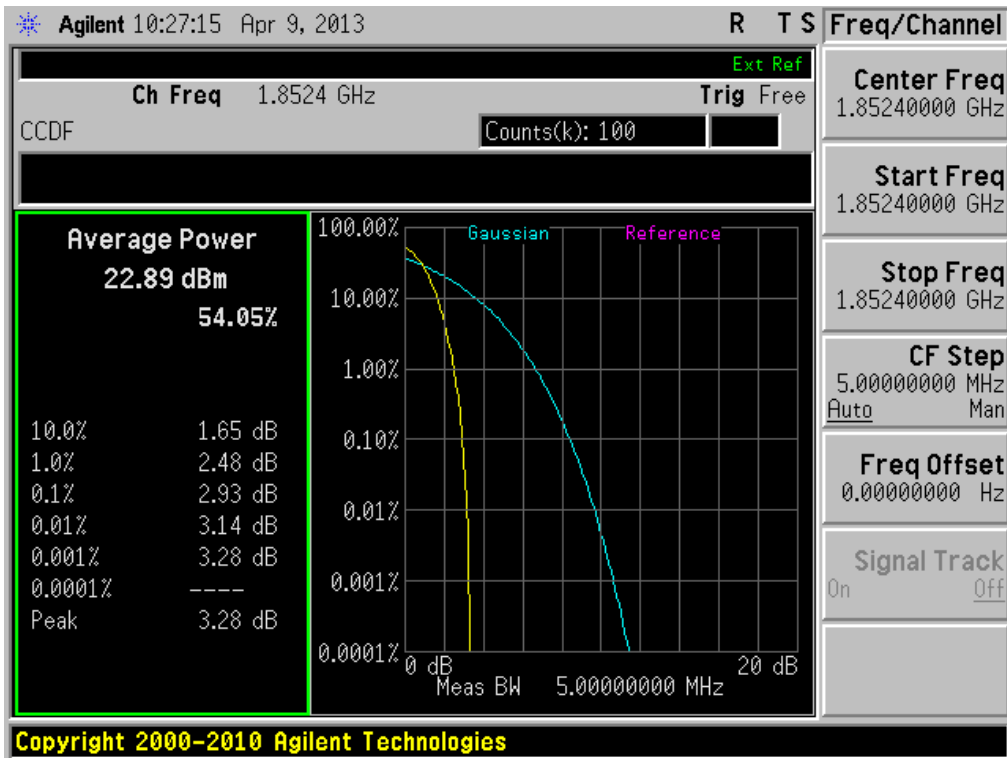 Agilent 10:27:15 Apr 9, 2013 R T S
Ext Ref
Ch Freq 1.8524 GHz Trig Free
CCDF Counts(k): 100
Average Power
22.89 dBm
54.05%
10.0% 1.65 dB
1.0% 2.48 dB
0.1% 2.93 dB
0.01% 3.14 dB
0.001% 3.28 dB
0.0001% ----
Peak 3.28 dB
Gaussian Reference
100.00%
10.00%
1.00%
0.10%
0.01%
0.001%
0.0001%
0 dB 20 dB
Meas BW 5.00000000 MHz
Freq/Channel
Center Freq
1.85240000 GHz
Start Freq
1.85240000 GHz
Stop Freq
1.85240000 GHz
CF Step
5.00000000 MHz
Auto Man
Freq Offset
0.00000000 Hz
Signal Track
On Off
Copyright 2000-2010 Agilent Technologies